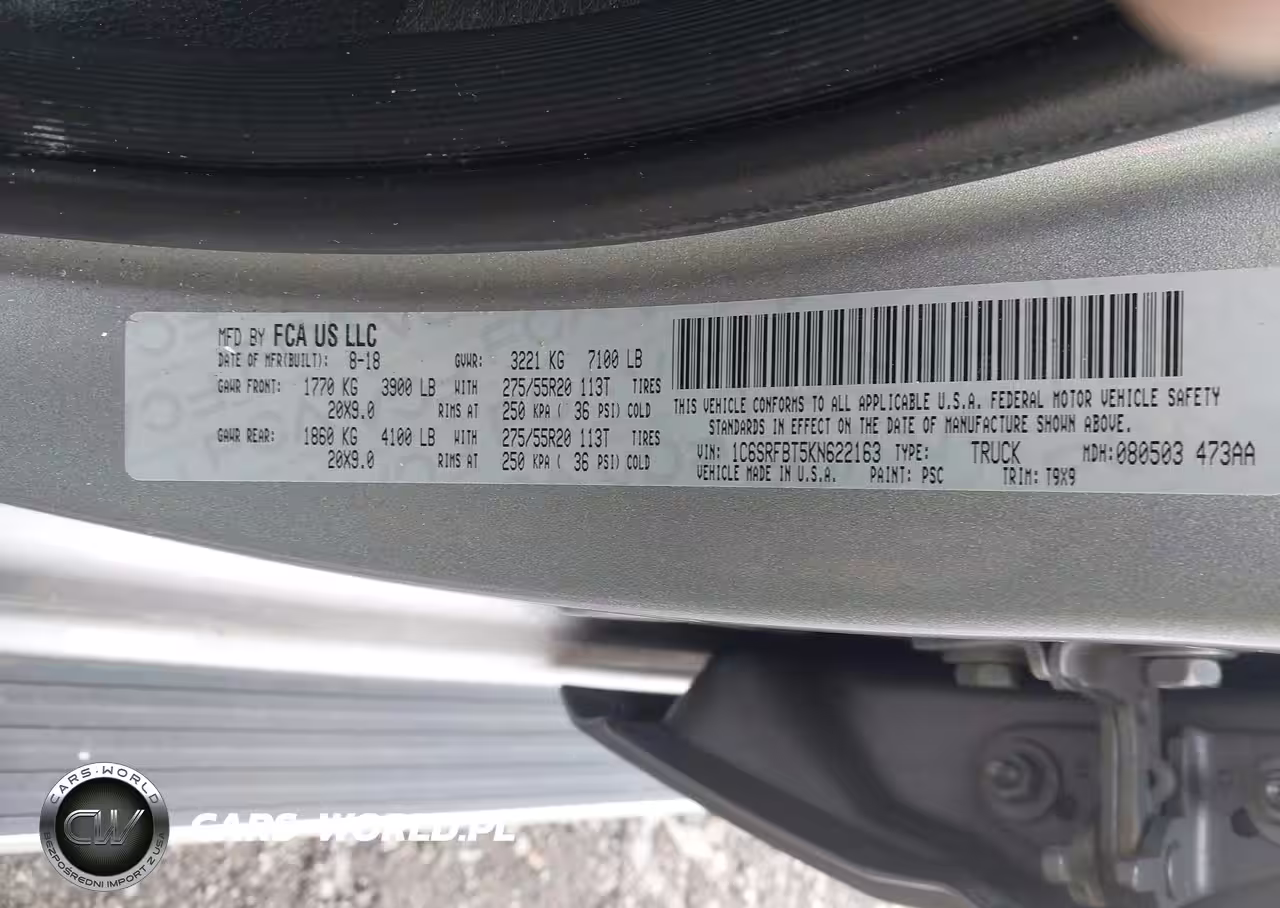 MFD BY FCA US LLC
DATE OF MFR(BUILT): 8-18 GVWR: 3221 KG 7100 LB
GAWR FRONT: 1770 KG 3900 LB WITH 275/55R20 113T TIRES
20X9.0 RIMS AT 250 KPA ( 36 PSI) COLD
GAWR REAR: 1860 KG 4100 LB WITH 275/55R20 113T TIRES
20X9.0 RIMS AT 250 KPA ( 36 PSI) COLD
THIS VEHICLE CONFORMS TO ALL APPLICABLE U.S.A. FEDERAL MOTOR VEHICLE SAFETY
STANDARDS IN EFFECT ON THE DATE OF MANUFACTURE SHOWN ABOVE.
VIN: 1C6SRFBT5KN622163 TYPE: TRUCK MDH:080503 473AA
VEHICLE MADE IN U.S.A. PAINT: PSC TRIM: T9X9
CARS-WORLD
CW
BEZPOŚREDNI IMPORT Z USA
CARS-WORLD.PL